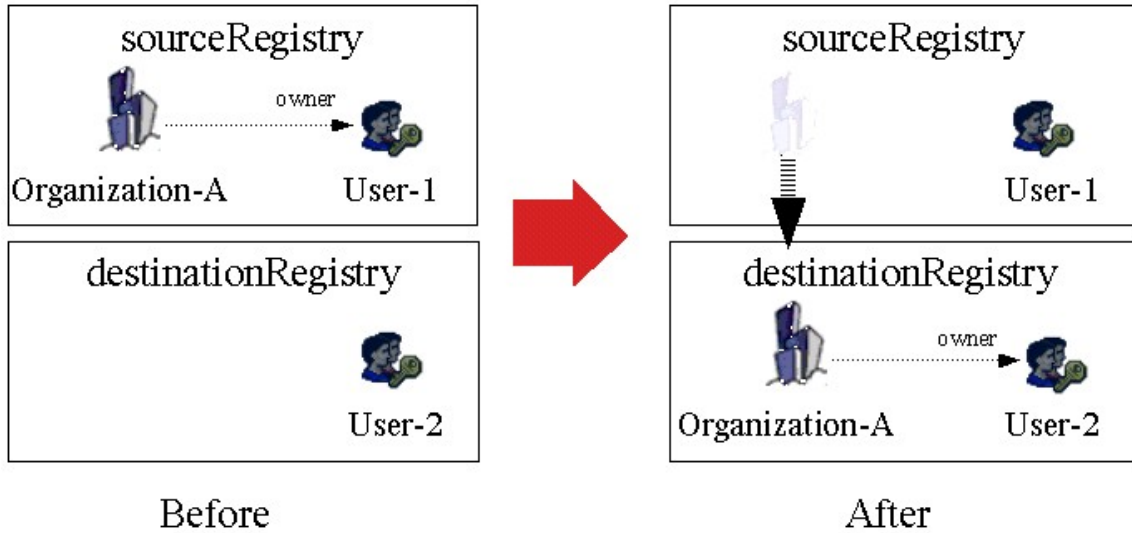 sourceRegistry
owner
Organization-A
User-1
destinationRegistry
User-2
Before
sourceRegistry
User-1
destinationRegistry
owner
Organization-A
User-2
After